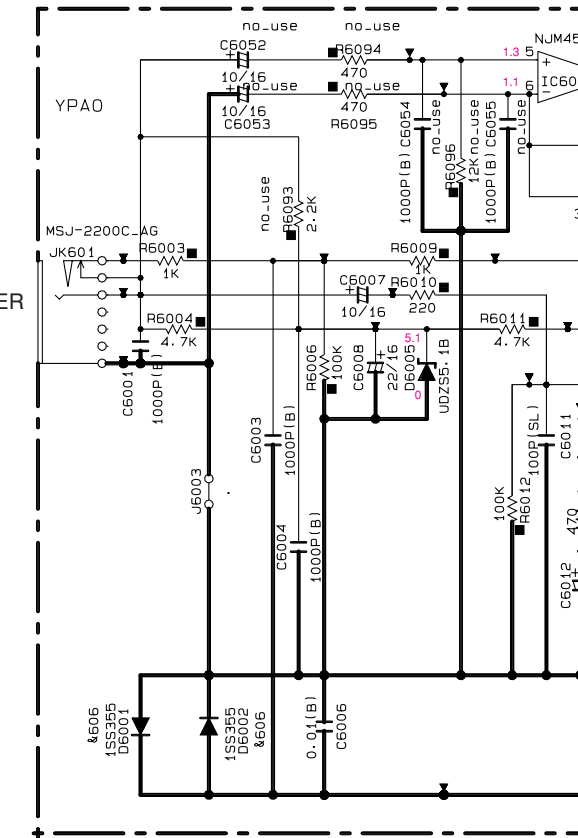 no_use
no_use
C6052
R6094
NJM45
+
10/16
470
1.3
5
+
no_use
no_use
1.1
6
−
IC60
+
10/16
470
C6053
R6095
YPAO
1000P(B)
C6054
no_use
R6096
12K
no_use
1000P(B)
C6055
no_use
no_use
R6093
2.2K
3
MSJ-2200C_AG
JK601
R6003
1K
R6009
1K
ER
C6007
+
10/16
R6010
220
R6004
4.7K
C6001
1000P(B)
R6006
100K
C6008
+
22/16
5.1
D6005
0
UDZS5.1B
R6011
4.7K
C6003
1000P(B)
100P(SL)
C6011
J6003
100K
R6012
470
C6004
1000P(B)
C6012
+
&606
1SS355
D6001
1SS355
D6002
&606
0.01(B)
C6006